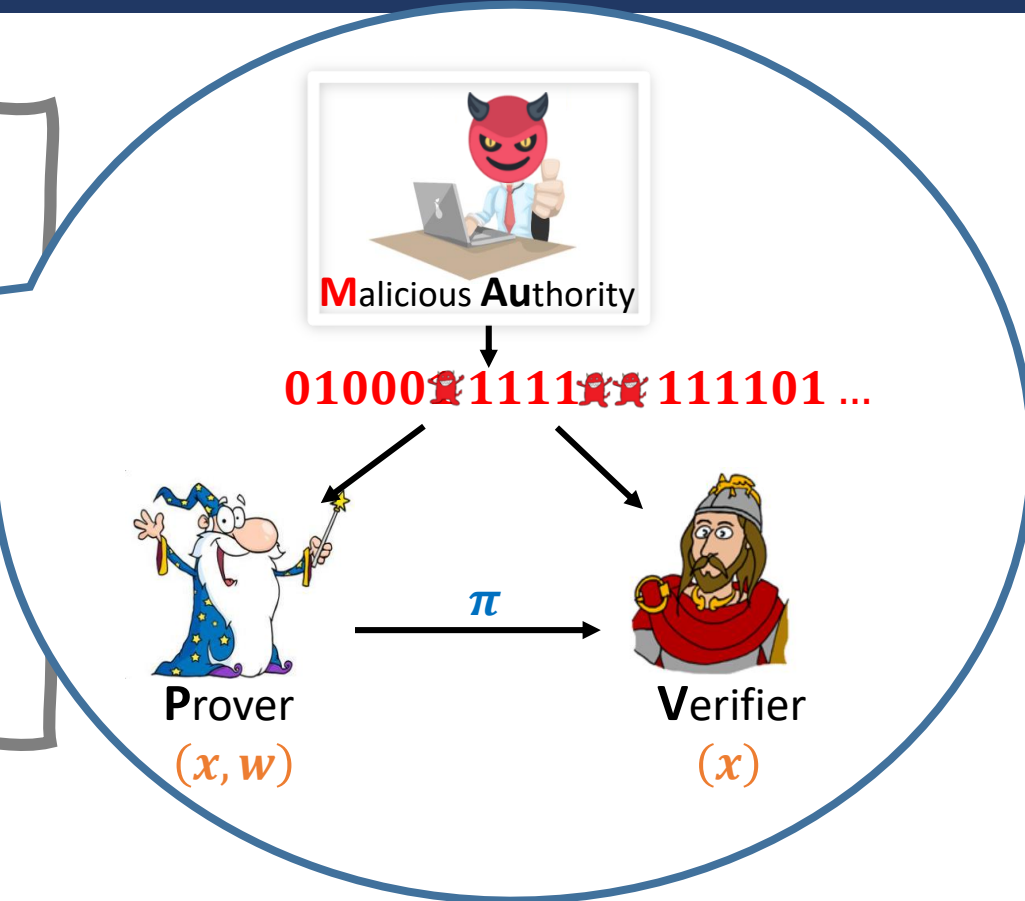 Malicious Authority
01000 1111 111101 ...
π
Prover
Verifier
(x, w)
(x)